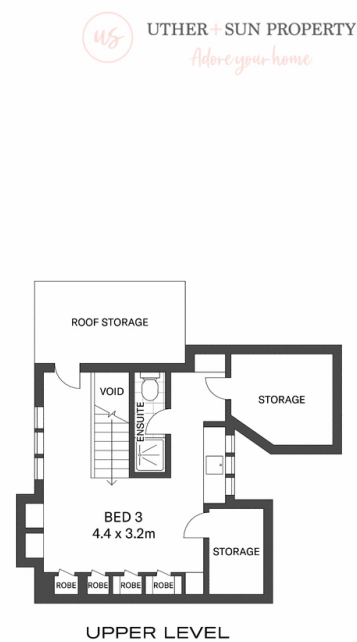 us
UTHER+SUN PROPERTY
Adore your home
ROOF STORAGE
VOID
ENSUITE
STORAGE
BED 3
4.4 x 3.2m
STORAGE
ROBE
ROBE
ROBE
ROBE
UPPER LEVEL